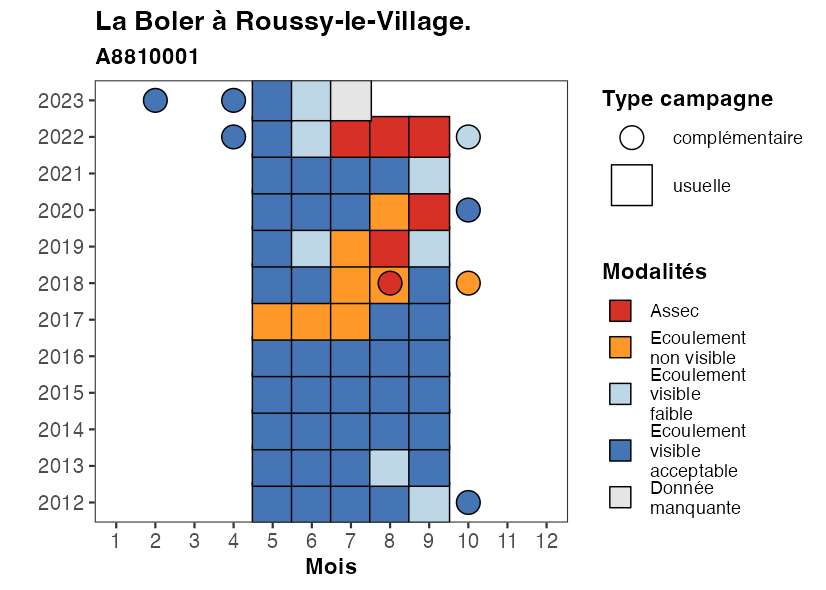 La Boler à Roussy-le-Village.
A8810001
2023
2022
2021
2020
2019
2018
2017
2016
2015
2014
2013
2012
1 2 3 4 5 6 7 8 9 10 11 12
Mois
Type campagne
complémentaire
usuelle
Modalités
Assec
Ecoulement
non visible
Ecoulement
visible
faible
Ecoulement
visible
acceptable
Donnée
manquante